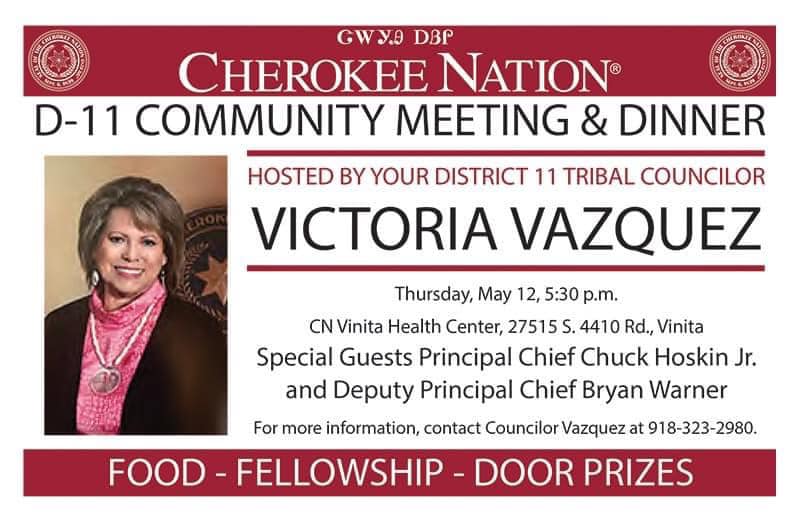 ᏣᎳᎩᎯ ᎠᏰᎵ
CHEROKEE NATION®
D-11 COMMUNITY MEETING & DINNER
HOSTED BY YOUR DISTRICT 11 TRIBAL COUNCILOR
VICTORIA VAZQUEZ
Thursday, May 12, 5:30 p.m.
CN Vinita Health Center, 27515 S. 4410 Rd., Vinita
Special Guests Principal Chief Chuck Hoskin Jr.
and Deputy Principal Chief Bryan Warner
For more information, contact Councilor Vazquez at 918-323-2980.
FOOD - FELLOWSHIP - DOOR PRIZES